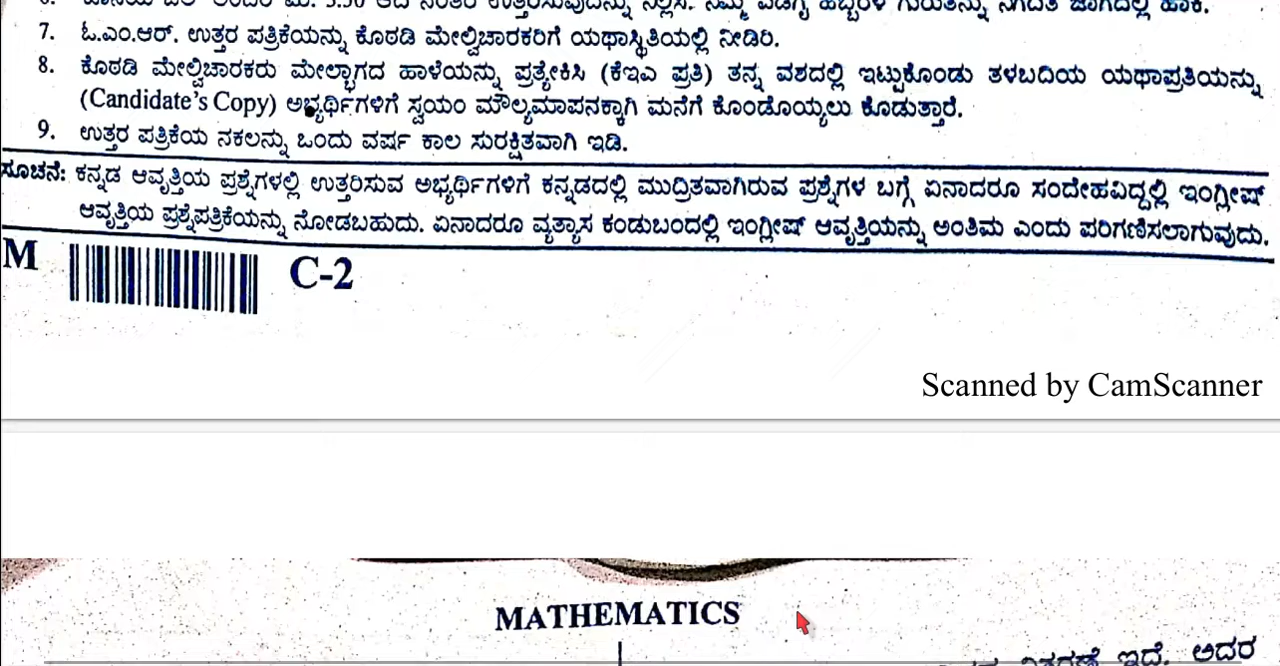 7. ಓ.ಎಂ.ಆರ್. ಉತ್ತರ ಪತ್ರಿಕೆಯನ್ನು ಕೊಠಡಿ ಮೇಲ್ವಿಚಾರಕರಿಗೆ ಯಥಾಸ್ಥಿತಿಯಲ್ಲಿ ನೀಡಿರಿ.
8. ಕೊಠಡಿ ಮೇಲ್ವಿಚಾರಕರು ಮೇಲ್ಭಾಗದ ಹಾಳೆಯನ್ನು ಪ್ರತ್ಯೇಕಿಸಿ (ಕೆಇಎ ಪ್ರತಿ) ತನ್ನ ವಶದಲ್ಲಿ ಇಟ್ಟುಕೊಂಡು ತಳಬದಿಯ ಯಥಾಪ್ರತಿಯನ್ನು
(Candidate's Copy) ಅಭ್ಯರ್ಥಿಗಳಿಗೆ ಸ್ವಯಂ ಮೌಲ್ಯಮಾಪನಕ್ಕಾಗಿ ಮನೆಗೆ ಕೊಂಡೊಯ್ಯಲು ಕೊಡುತ್ತಾರೆ.
9. ಉತ್ತರ ಪತ್ರಿಕೆಯ ನಕಲನ್ನು ಒಂದು ವರ್ಷ ಕಾಲ ಸುರಕ್ಷಿತವಾಗಿ ಇಡಿ.
ಸೂಚನೆ: ಕನ್ನಡ ಆವೃತ್ತಿಯ ಪ್ರಶ್ನೆಗಳಲ್ಲಿ ಉತ್ತರಿಸುವ ಅಭ್ಯರ್ಥಿಗಳಿಗೆ ಕನ್ನಡದಲ್ಲಿ ಮುದ್ರಿತವಾಗಿರುವ ಪ್ರಶ್ನೆಗಳ ಬಗ್ಗೆ ಏನಾದರೂ ಸಂದೇಹವಿದ್ದಲ್ಲಿ ಇಂಗ್ಲೀಷ್
ಆವೃತ್ತಿಯ ಪ್ರಶ್ನೆಪತ್ರಿಕೆಯನ್ನು ನೋಡಬಹುದು. ಏನಾದರೂ ವ್ಯತ್ಯಾಸ ಕಂಡುಬಂದಲ್ಲಿ ಇಂಗ್ಲೀಷ್ ಆವೃತ್ತಿಯನ್ನು ಅಂತಿಮ ಎಂದು ಪರಿಗಣಿಸಲಾಗುವುದು.
M C-2
Scanned by CamScanner
MATHEMATICS
ಇದೆ. ಅದರ